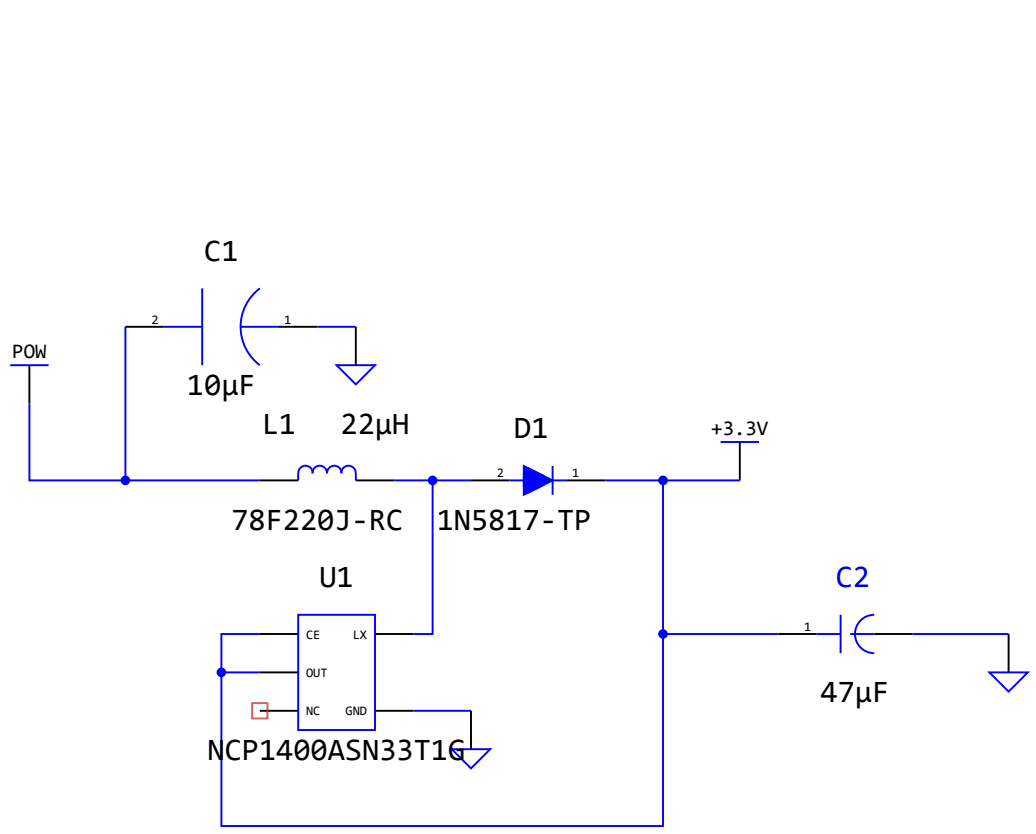 C1
2
1
POW
10µF
L1
22µH
D1
+3.3V
2
1
78F220J-RC
1N5817-TP
U1
C2
CE
LX
1
OUT
47µF
NC
GND
NCP1400ASN33T1G